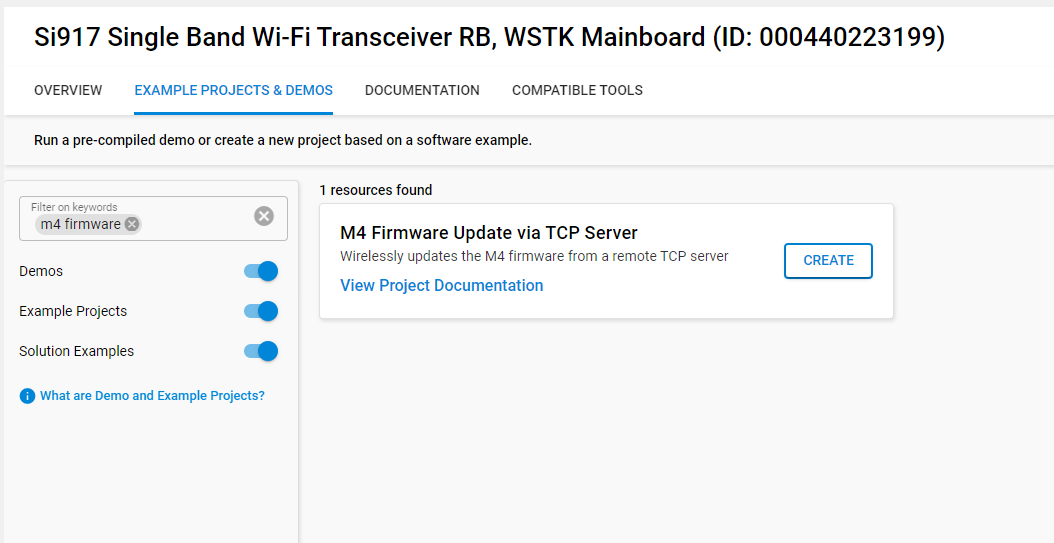 Si917 Single Band Wi-Fi Transceiver RB, WSTK Mainboard (ID: 000440223199)
OVERVIEW EXAMPLE PROJECTS & DEMOS DOCUMENTATION COMPATIBLE TOOLS
Run a pre-compiled demo or create a new project based on a software example.
Filter on keywords
m4 firmware
Demos
Example Projects
Solution Examples
What are Demo and Example Projects?
1 resources found
M4 Firmware Update via TCP Server
Wirelessly updates the M4 firmware from a remote TCP server
View Project Documentation
CREATE